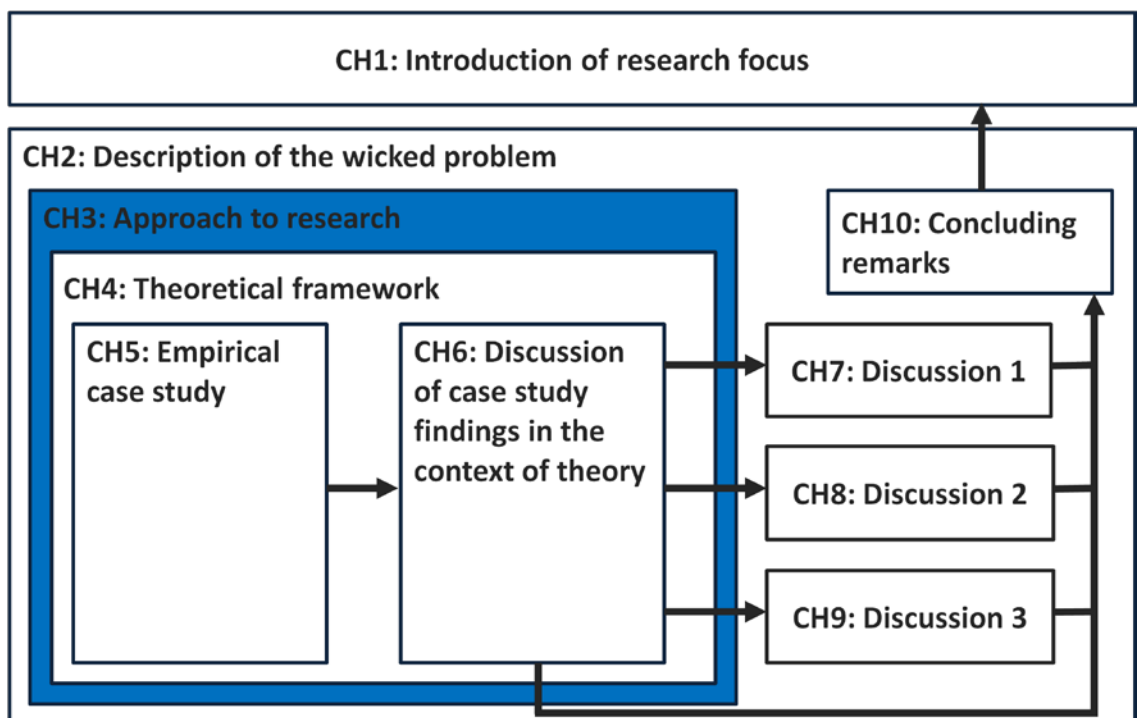 CH1: Introduction of research focus
CH2: Description of the wicked problem
CH3: Approach to research
CH4: Theoretical framework
CH5: Empirical
case study
CH6: Discussion
of case study
findings in the
context of theory
CH10: Concluding
remarks
CH7: Discussion 1
CH8: Discussion 2
CH9: Discussion 3